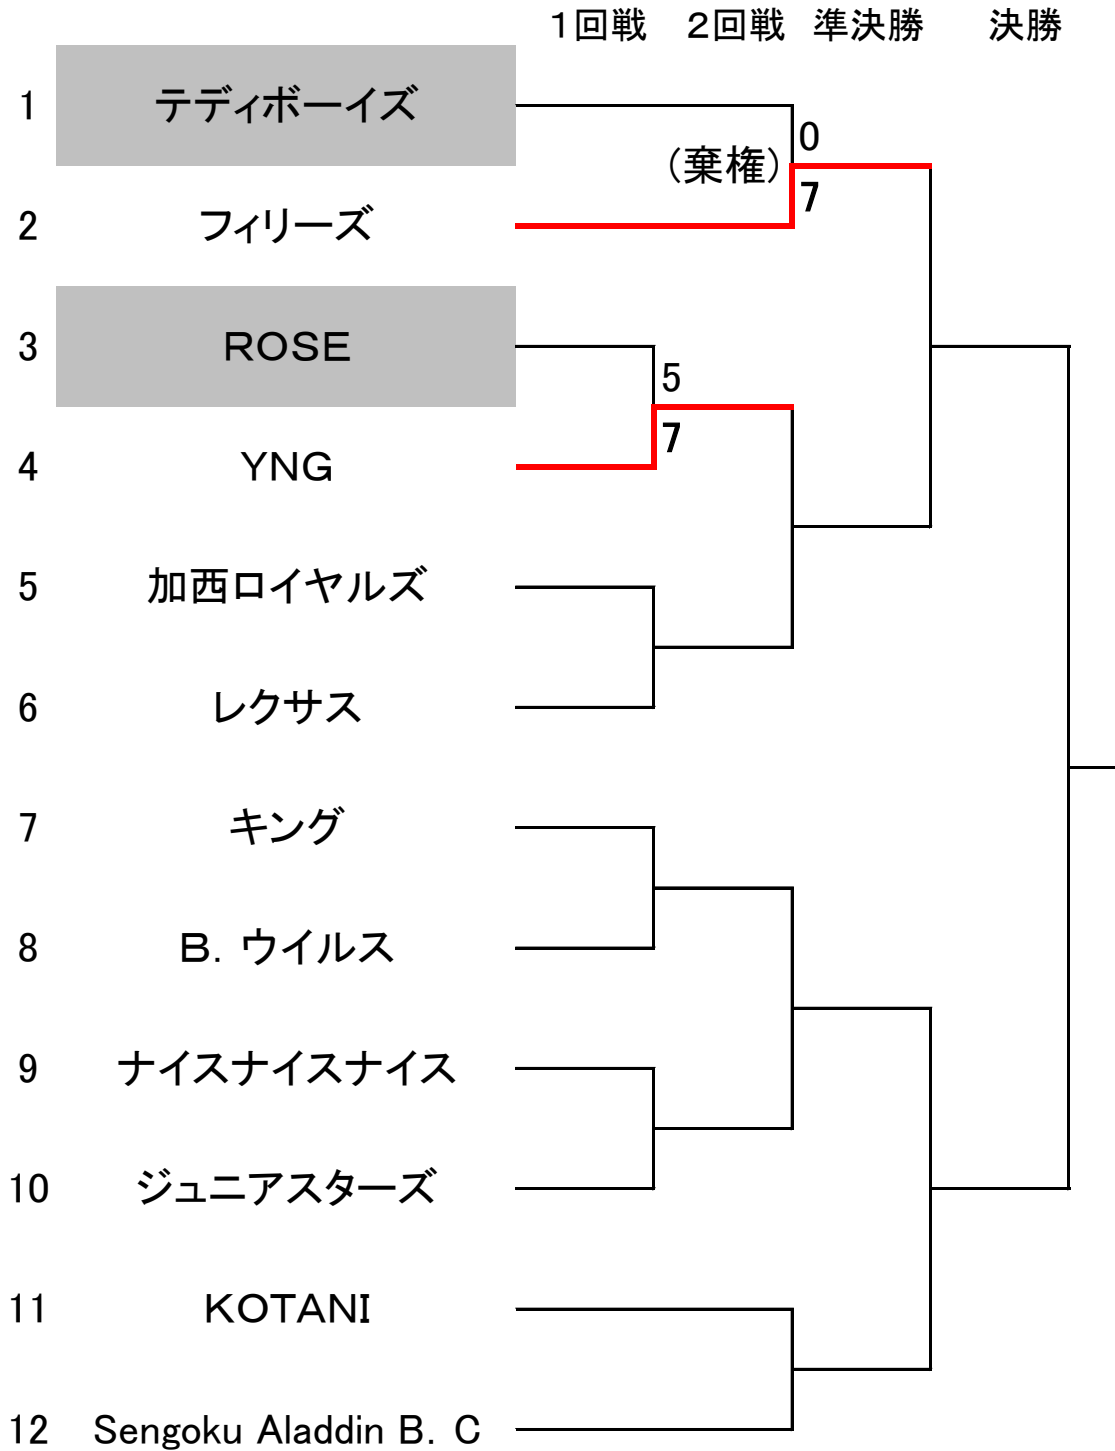 １回戦 ２回戦 準決勝 決勝
1 テディボーイズ
0
(棄権)
7
2 フィリーズ
3 ROSE
5
7
4 YNG
5 加西ロイヤルズ
6 レクサス
7 キング
8 B．ウイルス
9 ナイスナイスナイス
10 ジュニアスターズ
11 KOTANI
12 Sengoku Aladdin B．C